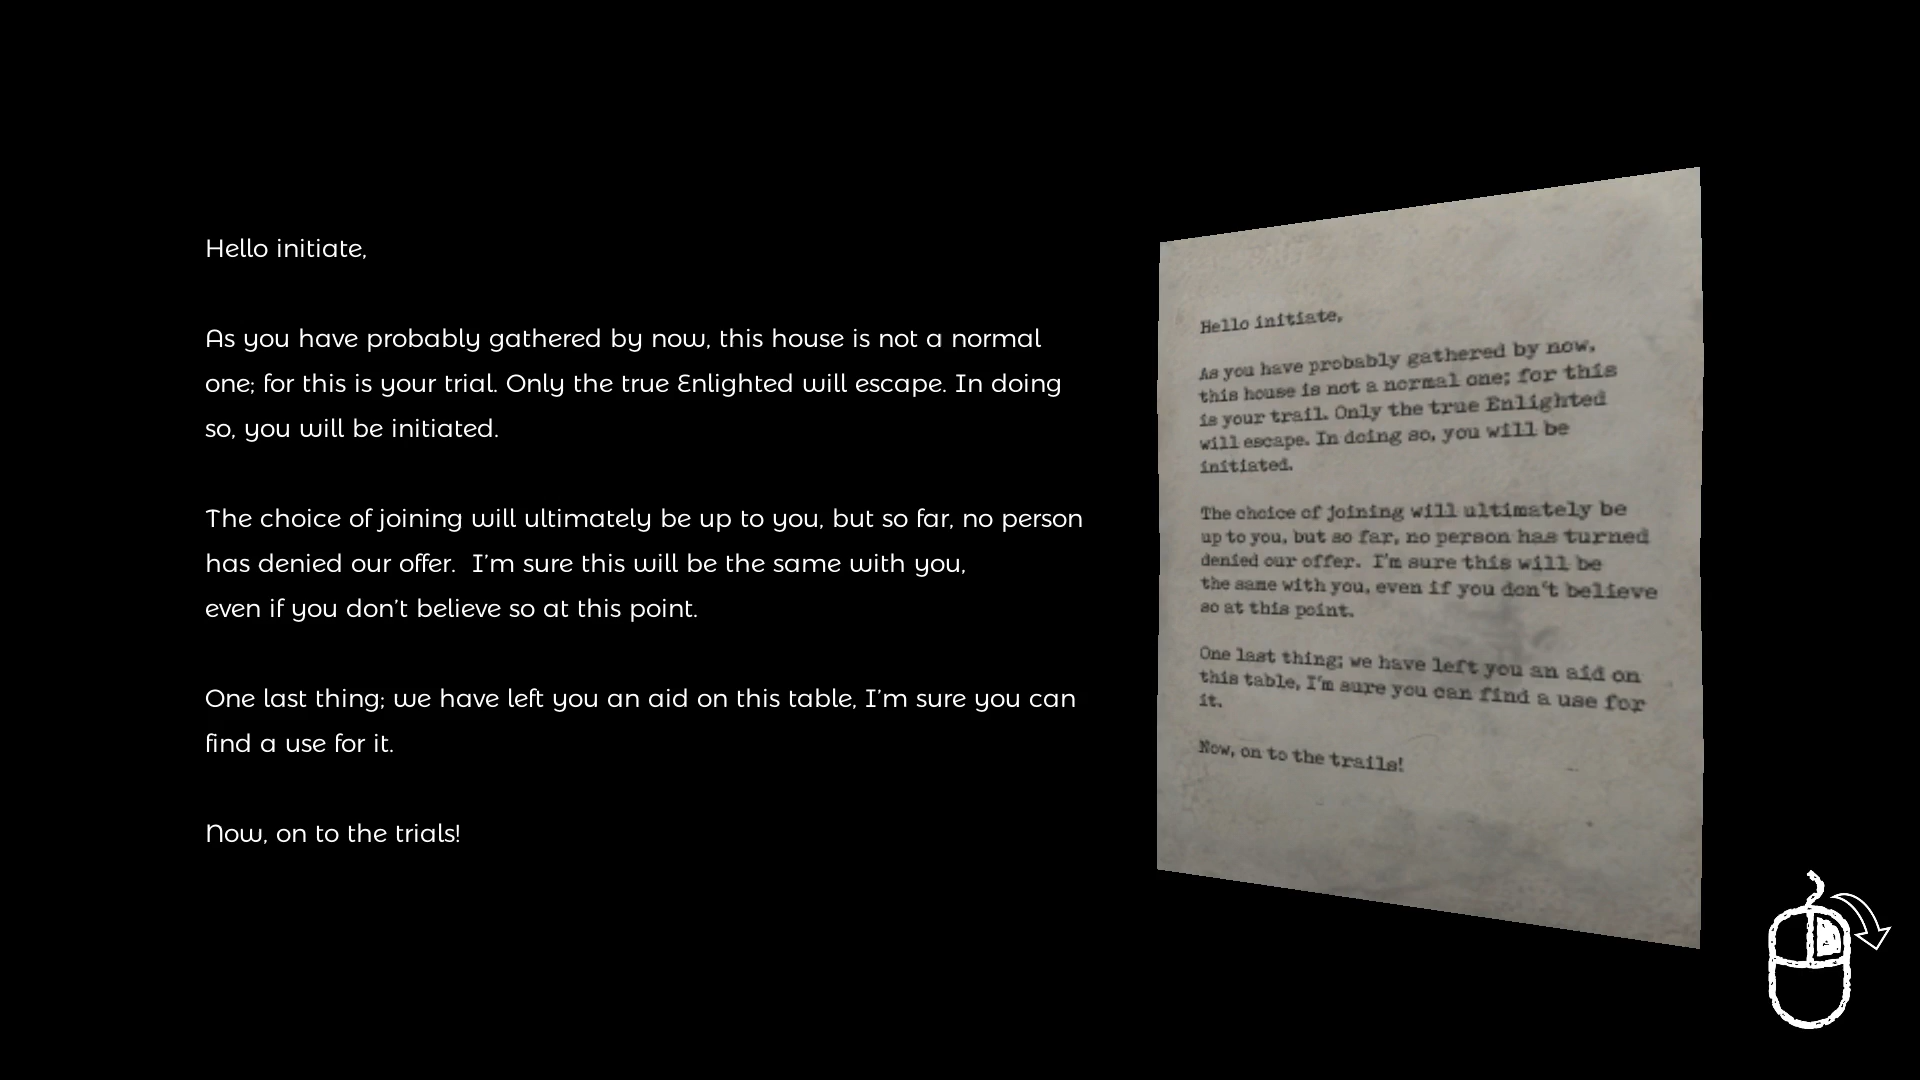 Hello initiate,
As you have probably gathered by now, this house is not a normal
one; for this is your trial. Only the true Enlighted will escape. In doing
so, you will be initiated.
The choice of joining will ultimately be up to you, but so far, no person
has denied our offer.  I'm sure this will be the same with you,
even if you don't believe so at this point.
One last thing; we have left you an aid on this table, I'm sure you can
find a use for it.
Now, on to the trials!
Hello initiate,
As you have probably gathered by now,
this house is not a normal one; for this
is your trail. Only the true Enlighted
will escape. In doing so, you will be
initiated.
The choice of joining will ultimately be
up to you, but so far, no person has turned
denied our offer.  I'm sure this will be
the same with you, even if you don't believe
so at this point.
One last thing; we have left you an aid on
this table, I'm sure you can find a use for
it.
Now, on to the trails!